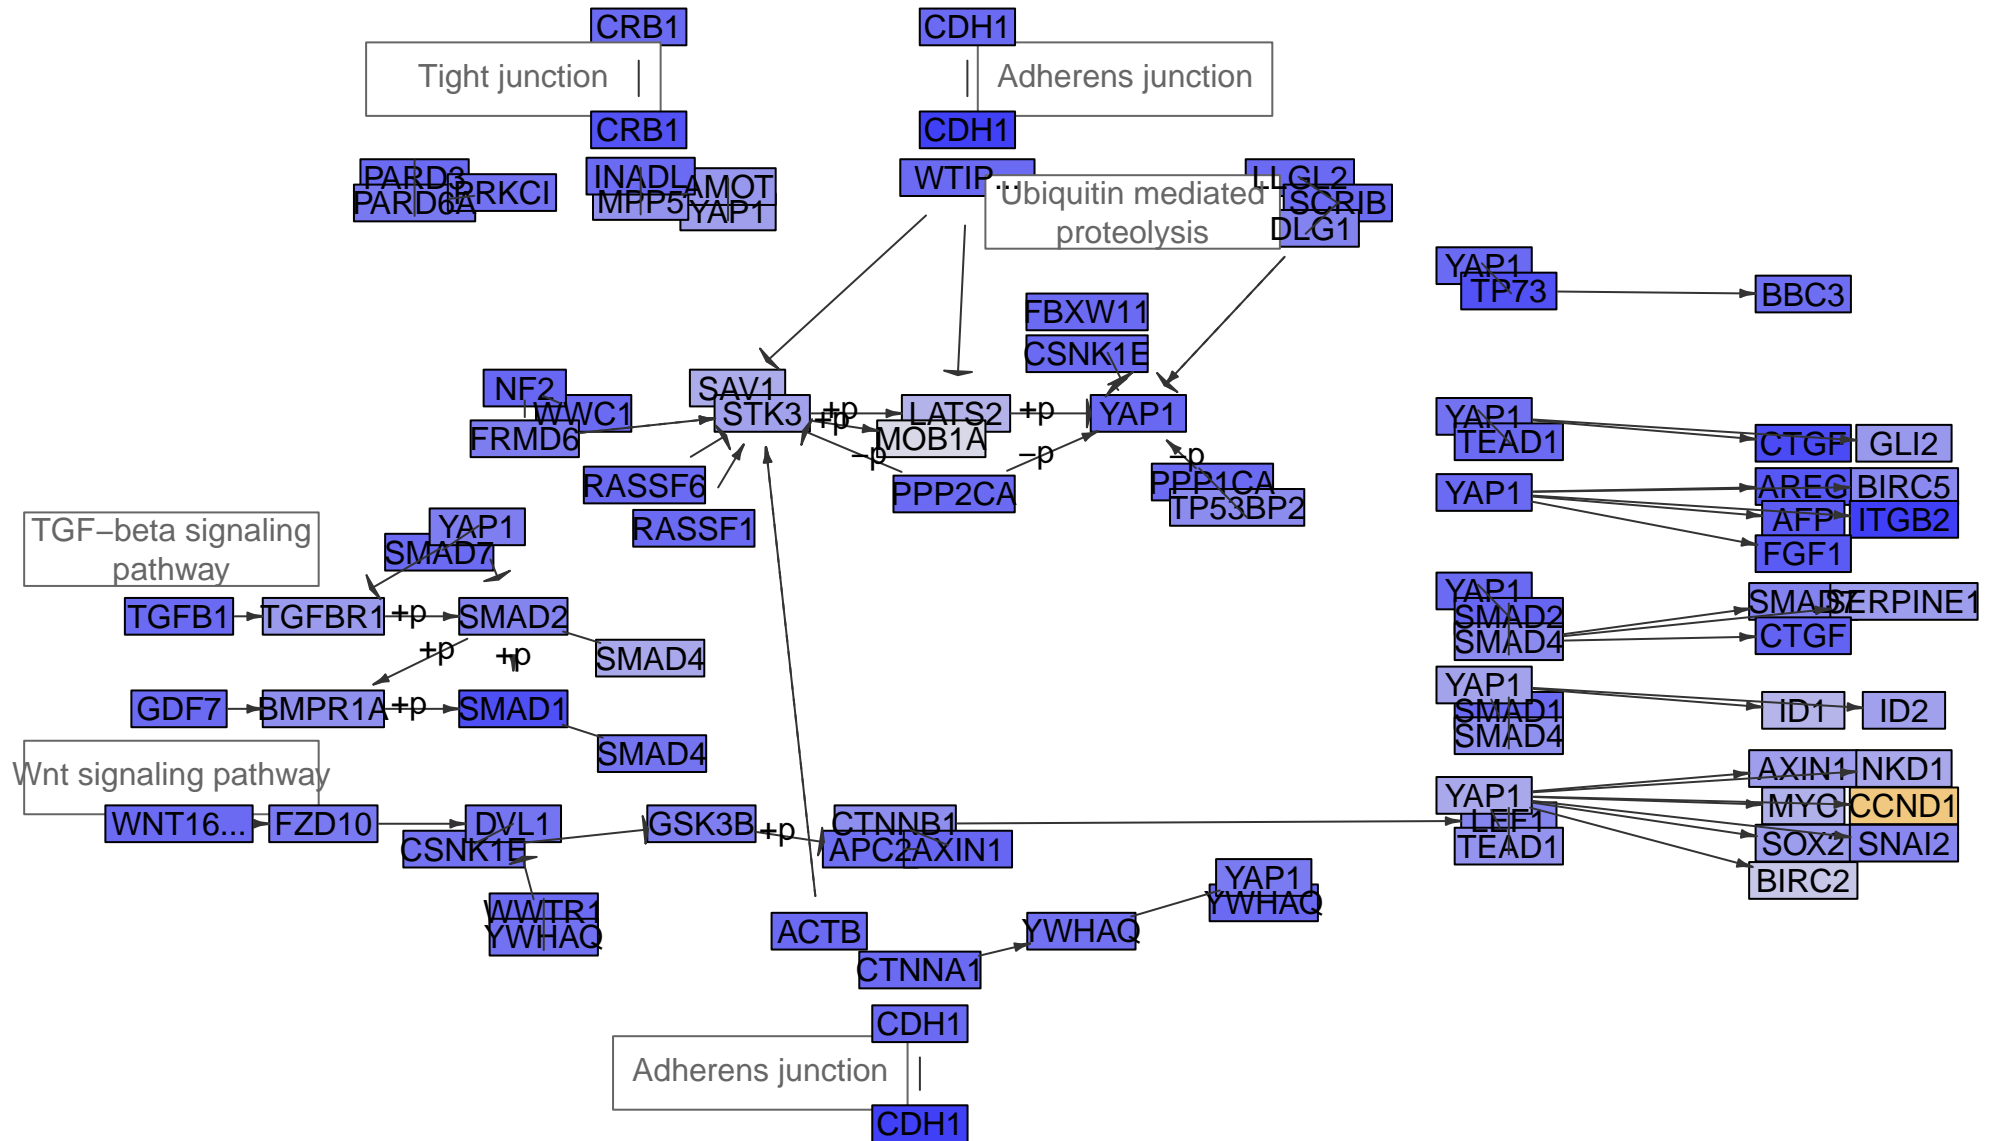 CRB1
CDH1
Tight junction
Adherens junction
CRB1
CDH1
PARD3
PRKCI
PARD6A
INADL
AMOT
MPP5
YAP1
WTIP...
Ubiquitin mediated
proteolysis
LLGL2
SCRIB
DLG1
YAP1
TP73
BBC3
FBXW11
CSNK1E
NF2
WWC1
FRMD6
SAV1
STK3
+p
+p
LATS2
MOB1A
+p
YAP1
−p
−p
−p
RASSF6
RASSF1
PPP2CA
PPP1CA
TP53BP2
YAP1
TEAD1
CTGF
GLI2
YAP1
AREG
BIRC5
AFP
ITGB2
FGF1
TGF−beta signaling
pathway
YAP1
SMAD7
TGFB1
TGFBR1
+p
SMAD2
+p
+p
SMAD4
YAP1
SMAD2
SMAD4
SMAD7
SERPINE1
CTGF
GDF7
BMPR1A
+p
SMAD1
SMAD4
YAP1
SMAD1
SMAD4
ID1
ID2
Wnt signaling pathway
WNT16...
FZD10
DVL1
CSNK1E
GSK3B
+p
CTNNB1
APC2
AXIN1
YAP1
LEF1
TEAD1
AXIN1
NKD1
MYC
CCND1
SOX2
SNAI2
BIRC2
WWTR1
YWHAQ
ACTB
CTNNA1
YWHAQ
YAP1
YWHAQ
CDH1
Adherens junction
CDH1